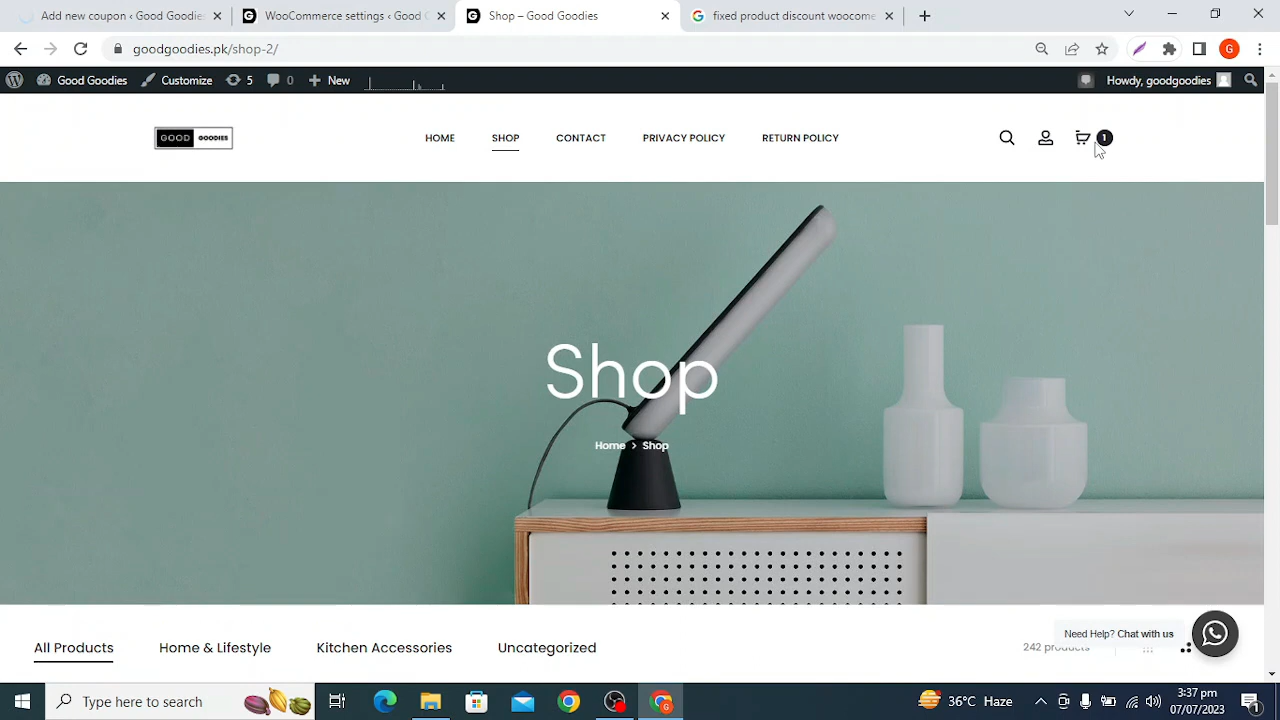 Add new coupon ‹ Good Goodie
WooCommerce settings ‹ Good G
Shop – Good Goodies
fixed product discount woocome
goodgoodies.pk/shop-2/
G
Good Goodies
Customize
5
0
New
Howdy, goodgoodies
GOOD GOODIES
HOME
SHOP
CONTACT
PRIVACY POLICY
RETURN POLICY
1
Shop
Home > Shop
All Products
Home & Lifestyle
Kitchen Accessories
Uncategorized
242 products
Need Help? Chat with us
Type here to search
36°C Haze
3:37 pm
07/07/2023
1